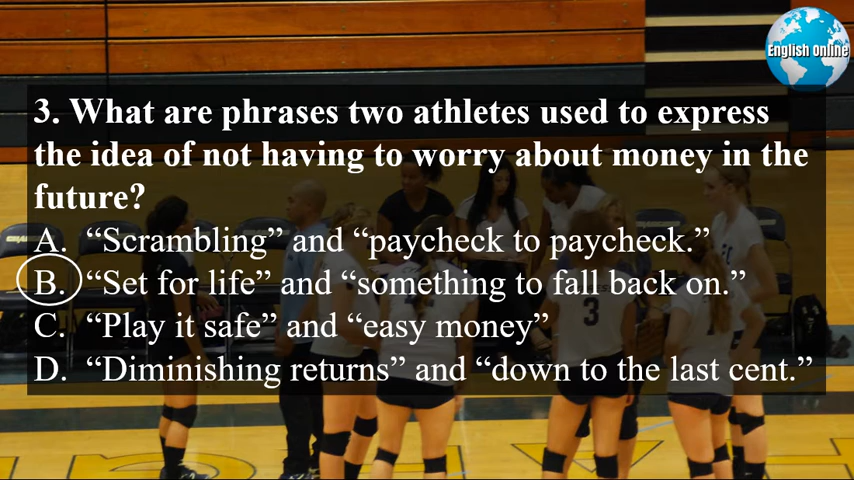 English Online
3. What are phrases two athletes used to express
the idea of not having to worry about money in the
future?
A. “Scrambling” and “paycheck to paycheck.”
B. “Set for life” and “something to fall back on.”
C. “Play it safe” and “easy money”
D. “Diminishing returns” and “down to the last cent.”
3